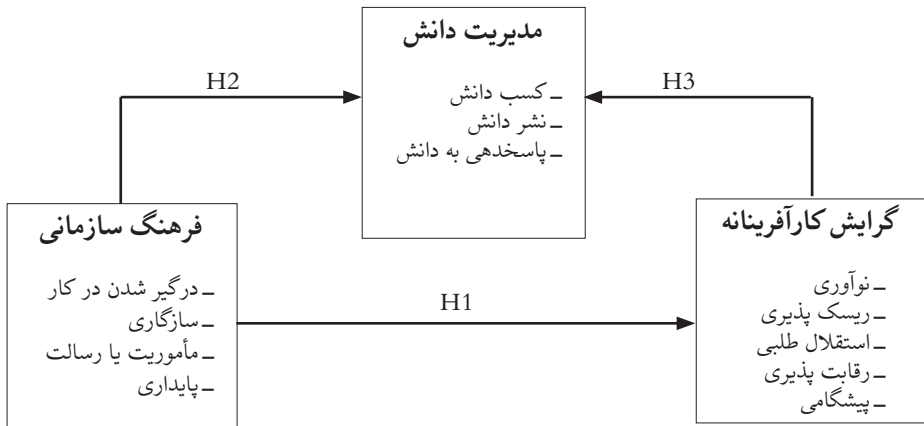 مدیریت دانش
ـ کسب دانش
ـ نشر دانش
ـ پاسخدهی به دانش
H2
H3
گرایش کارآفرینانه
ـ نوآوری
ـ ریسک پذیری
ـ استقلال طلبی
ـ رقابت پذیری
ـ پیشگامی
H1
فرهنگ سازمانی
ـ درگیر شدن در کار
ـ سازگاری
ـ مأموریت یا رسالت
ـ پایداری